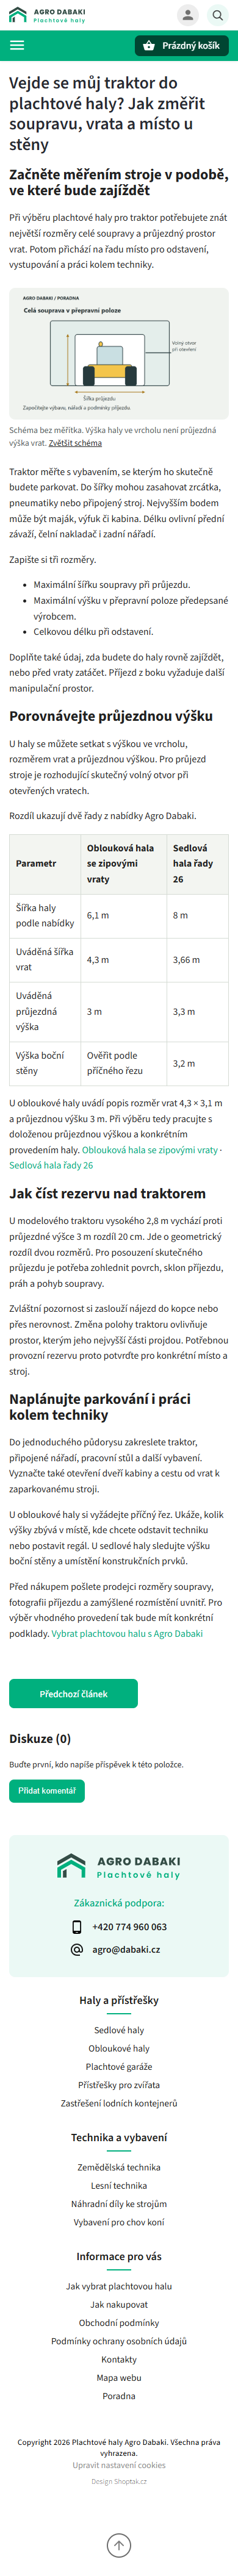 AGRO DABAKI
Plachtové haly
Prázdný košík
Vejde se můj traktor do
plachtové haly? Jak změřit
soupravu, vrata a místo u
stěny
Začněte měřením stroje v podobě,
ve které bude zajíždět
Při výběru plachtové haly pro traktor potřebujete znát
největší rozměry celé soupravy a průjezdný prostor
vrat. Potom přichází na řadu místo pro odstavení,
vystupování a práci kolem techniky.
AGRO DABAKI / PORADNA
Celá souprava v přepravní poloze
Volný otvor
při otevření
Šířka průjezdu
Započítejte výbavu, nářadí a podmínky příjezdu.
Schéma bez měřítka. Výška haly ve vrcholu není průjezdná
výška vrat. Zvětšit schéma
Traktor měřte s vybavením, se kterým ho skutečně
budete parkovat. Do šířky mohou zasahovat zrcátka,
pneumatiky nebo připojený stroj. Nejvyšším bodem
může být maják, výfuk či kabina. Délku ovlivní přední
závaží, čelní nakladač i zadní nářadí.
Zapište si tři rozměry.
Maximální šířku soupravy při průjezdu.
Maximální výšku v přepravní poloze předepsané
výrobcem.
Celkovou délku při odstavení.
Doplňte také údaj, zda budete do haly rovně zajíždět,
nebo před vraty zatáčet. Příjezd z boku vyžaduje další
manipulační prostor.
Porovnávejte průjezdnou výšku
U haly se můžete setkat s výškou ve vrcholu,
rozměrem vrat a průjezdnou výškou. Pro průjezd
stroje je rozhodující skutečný volný otvor při
otevřených vratech.
Rozdíl ukazují dvě řady z nabídky Agro Dabaki.
Parametr
Oblouková hala
se zipovými
vraty
Sedlová
hala řady
26
Šířka haly
podle nabídky
6,1 m
8 m
Uváděná šířka
vrat
4,3 m
3,66 m
Uváděná
průjezdná
výška
3 m
3,3 m
Výška boční
stěny
Ověřit podle
příčného řezu
3,2 m
U obloukové haly uvádí popis rozměr vrat 4,3 × 3,1 m
a průjezdnou výšku 3 m. Při výběru tedy pracujte s
doloženou průjezdnou výškou a konkrétním
provedením haly. Oblouková hala se zipovými vraty ·
Sedlová hala řady 26
Jak číst rezervu nad traktorem
U modelového traktoru vysokého 2,8 m vychází proti
průjezdné výšce 3 m rozdíl 20 cm. Jde o geometrický
rozdíl dvou rozměrů. Pro posouzení skutečného
průjezdu je potřeba zohlednit povrch, sklon příjezdu,
práh a pohyb soupravy.
Zvláštní pozornost si zaslouží nájezd do kopce nebo
přes nerovnost. Změna polohy traktoru ovlivňuje
prostor, kterým jeho nejvyšší části projdou. Potřebnou
provozní rezervu proto potvrďte pro konkrétní místo a
stroj.
Naplánujte parkování i práci
kolem techniky
Do jednoduchého půdorysu zakreslete traktor,
připojené nářadí, pracovní stůl a další vybavení.
Vyznačte také otevření dveří kabiny a cestu od vrat k
zaparkovanému stroji.
U obloukové haly si vyžádejte příčný řez. Ukáže, kolik
výšky zbývá v místě, kde chcete odstavit techniku
nebo postavit regál. U sedlové haly sledujte výšku
boční stěny a umístění konstrukčních prvků.
Před nákupem pošlete prodejci rozměry soupravy,
fotografii příjezdu a zamýšlené rozmístění uvnitř. Pro
výběr vhodného provedení tak bude mít konkrétní
podklady. Vybrat plachtovou halu s Agro Dabaki
Předchozí článek
Diskuze (0)
Buďte první, kdo napíše příspěvek k této položce.
Přidat komentář
AGRO DABAKI
Plachtové haly
Zákaznická podpora:
+420 774 960 063
agro@dabaki.cz
Haly a přístřešky
Sedlové haly
Obloukové haly
Plachtové garáže
Přístřešky pro zvířata
Zastřešení lodních kontejnerů
Technika a vybavení
Zemědělská technika
Lesní technika
Náhradní díly ke strojům
Vybavení pro chov koní
Informace pro vás
Jak vybrat plachtovou halu
Jak nakupovat
Obchodní podmínky
Podmínky ochrany osobních údajů
Kontakty
Mapa webu
Poradna
Copyright 2026 Plachtové haly Agro Dabaki. Všechna práva
vyhrazena.
Upravit nastavení cookies
Design Shoptak.cz